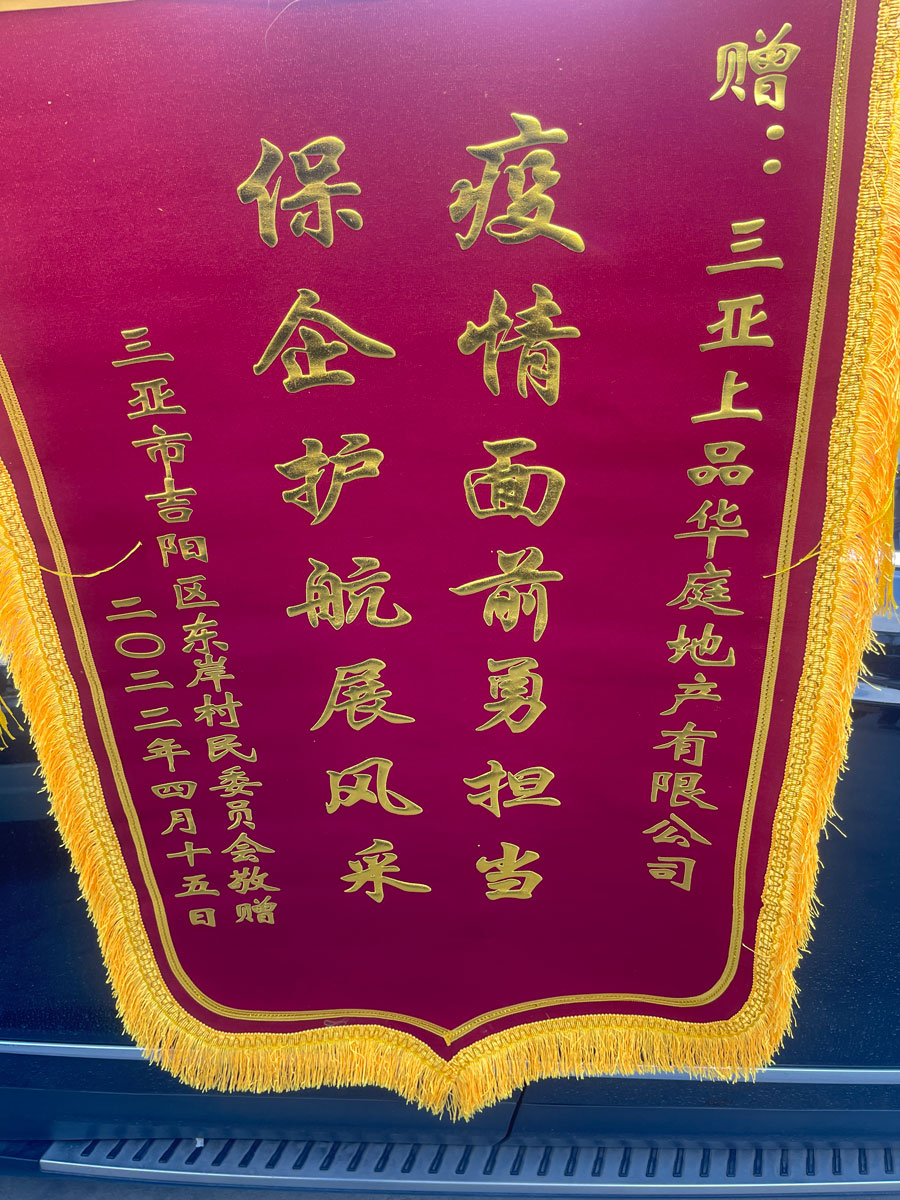 赠：三亚上品华庭地产有限公司
疫情面前勇担当
保企护航展风采
三亚市吉阳区东岸村民委员会敬赠
二〇二二年四月十五日